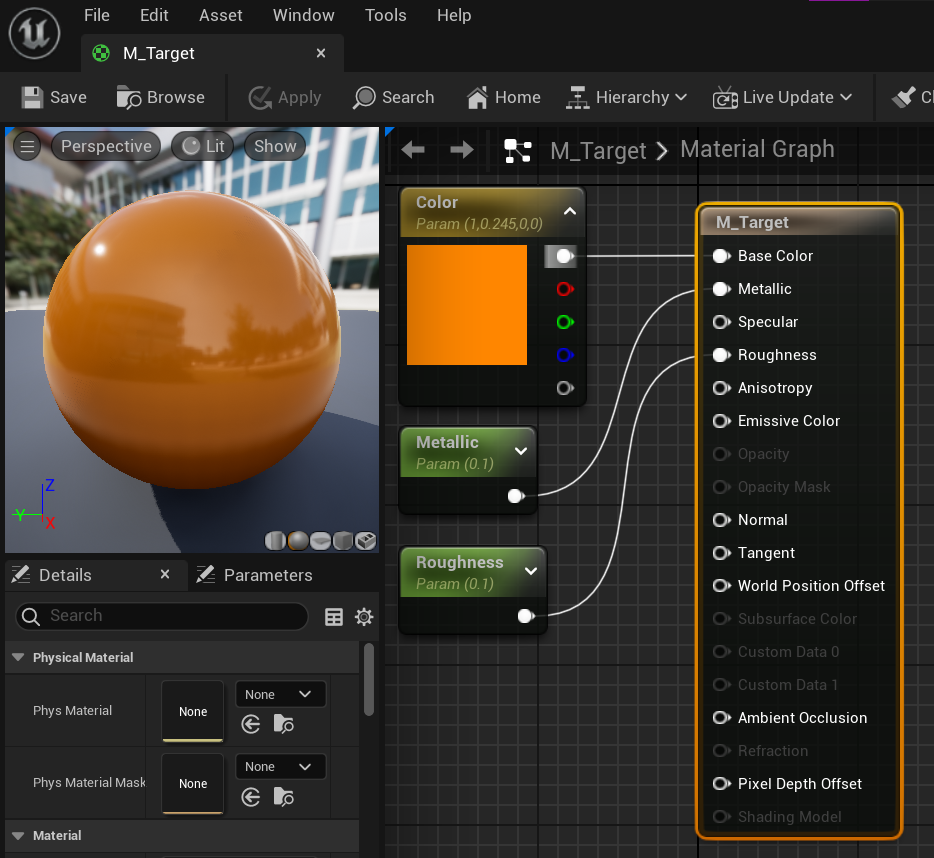 File Edit Asset Window Tools Help
M_Target
Save Browse Apply Search Home Hierarchy Live Update
Perspective Lit Show
M_Target > Material Graph
Color
Param (1,0.245,0,0)
Metallic
Param (0.1)
Roughness
Param (0.1)
M_Target
Base Color
Metallic
Specular
Roughness
Anisotropy
Emissive Color
Opacity
Opacity Mask
Normal
Tangent
World Position Offset
Subsurface Color
Custom Data 0
Custom Data 1
Ambient Occlusion
Refraction
Pixel Depth Offset
Shading Model
Z
Y
X
Details Parameters
Search
Physical Material
Phys Material None None
Phys Material Mask None None
Material